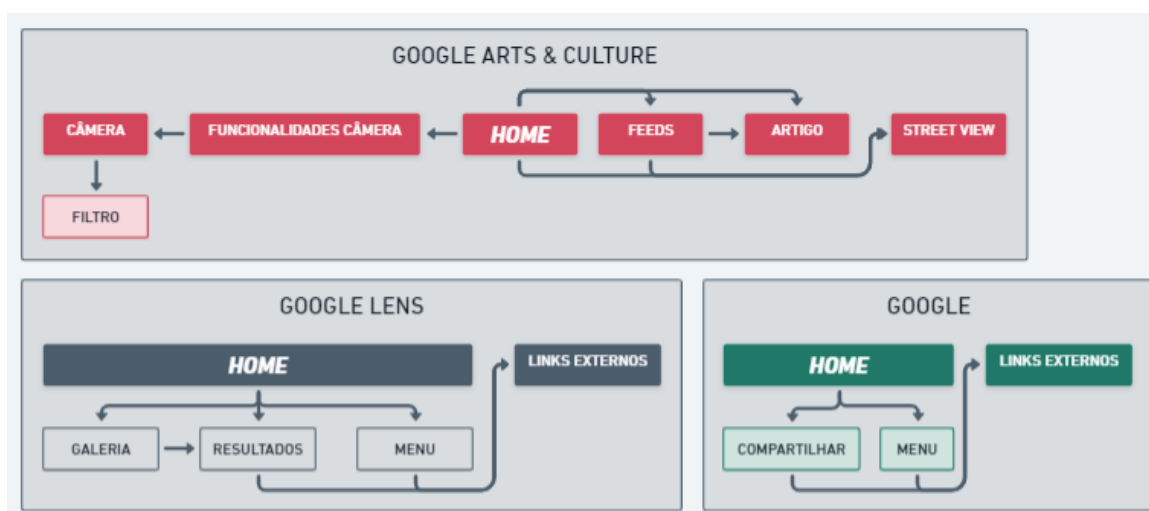 GOOGLE ARTS & CULTURE
CÂMERA
FUNCIONALIDADES CÂMERA
HOME
FEEDS
ARTIGO
STREET VIEW
FILTRO
GOOGLE LENS
HOME
LINKS EXTERNOS
GALERIA
RESULTADOS
MENU
GOOGLE
HOME
LINKS EXTERNOS
COMPARTILHAR
MENU